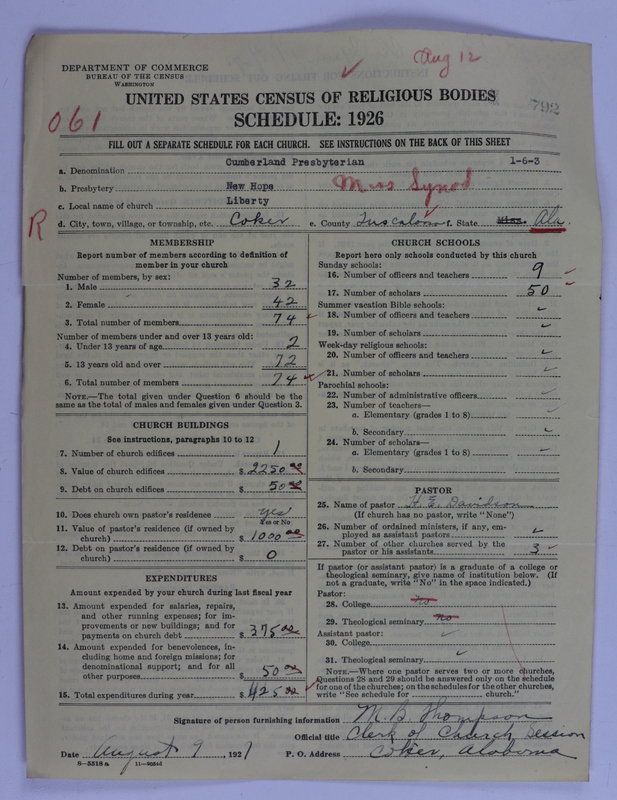 Aug 12
DEPARTMENT OF COMMERCE
BUREAU OF THE CENSUS
WASHINGTON
UNITED STATES CENSUS OF RELIGIOUS BODIES
792
061
SCHEDULE: 1926
FILL OUT A SEPARATE SCHEDULE FOR EACH CHURCH. SEE INSTRUCTIONS ON THE BACK OF THIS SHEET
a. Denomination Cumberland Presbyterian 1-6-3
b. Presbytery New Hope Miss Synod
c. Local name of church Liberty
R
d. City, town, village, or township, etc. Coker e. County Tuscaloosa f. State Miss. Ala.
MEMBERSHIP
Report number of members according to definition of
member in your church
Number of members, by sex:
1. Male 32
2. Female 42
3. Total number of members 74
Number of members under and over 13 years old:
4. Under 13 years of age 2
5. 13 years old and over 72
6. Total number of members 74
NOTE.—The total given under Question 6 should be
the same as the total of males and females given under Question 3.
CHURCH BUILDINGS
See instructions, paragraphs 10 to 12
7. Number of church edifices 1
8. Value of church edifices $ 2250 00
9. Debt on church edifices $ 50 00
10. Does church own pastor's residence yes
Yes or No
11. Value of pastor's residence (if owned by
church) $ 1000 00
12. Debt on pastor's residence (if owned by
church) $ 0
EXPENDITURES
Amount expended by your church during last fiscal year
13. Amount expended for salaries, repairs,
and other running expenses; for im-
provements or new buildings; and for
payments on church debt $ 375 00
14. Amount expended for benevolences, in-
cluding home and foreign missions; for
denominational support; and for all
other purposes $ 50 00
15. Total expenditures during year $ 425 00
CHURCH SCHOOLS
Report here only schools conducted by this church
Sunday schools:
16. Number of officers and teachers 9
17. Number of scholars 50
Summer vacation Bible schools:
18. Number of officers and teachers
19. Number of scholars
Week-day religious schools:
20. Number of officers and teachers
21. Number of scholars
Parochial schools:
22. Number of administrative officers
23. Number of teachers—
a. Elementary (grades 1 to 8)
b. Secondary
24. Number of scholars—
a. Elementary (grades 1 to 8)
b. Secondary
PASTOR
25. Name of pastor H. E. Davidson
(If church has no pastor, write "None")
26. Number of ordained ministers, if any, em-
ployed as assistant pastors
27. Number of other churches served by the
pastor or his assistants 3
If pastor (or assistant pastor) is a graduate of a college or
theological seminary, give name of institution below. (If
not a graduate, write "No" in the space indicated.)
Pastor:
28. College No
29. Theological seminary No
Assistant pastor:
30. College
31. Theological seminary
NOTE.—Where one pastor serves two or more churches,
Questions 28 and 29 should be answered only on the schedule
for one of the churches; on the schedules for the other churches,
write "See schedule for church."
Signature of person furnishing information M. B. Thompson
Official title Clerk of Church Session
Date August 9, 1927 P. O. Address Coker, Alabama
8—5518a 11—90344